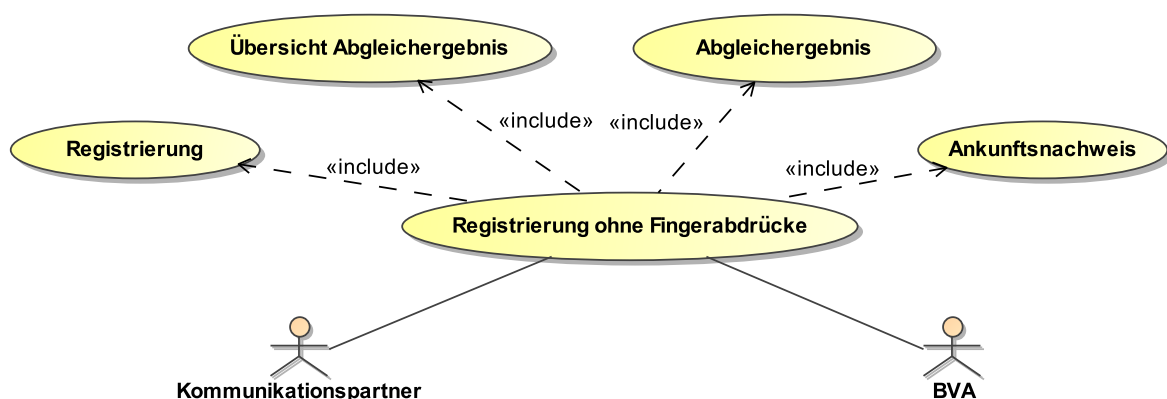 Übersicht Abgleichergebnis
Abgleichergebnis
«include»
«include»
Registrierung
«include»
«include»
Ankunftsnachweis
Registrierung ohne Fingerabdrücke
Kommunikationspartner
BVA